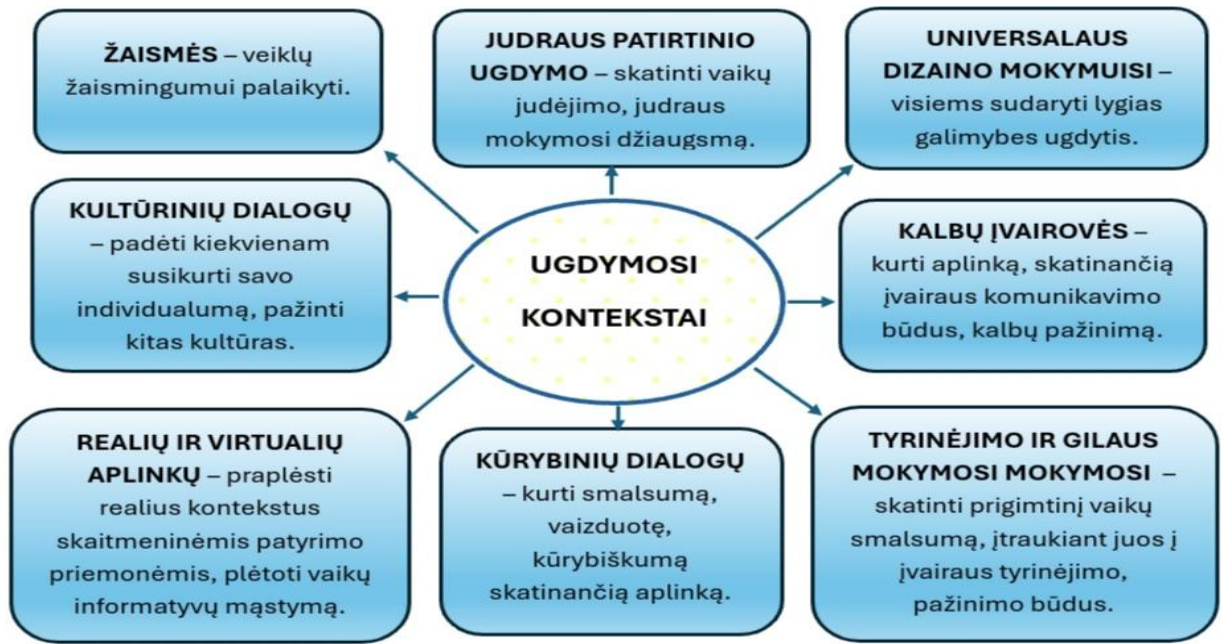 ŽAISMĖS – veiklų
žaismingumui palaikyti.
JUDRAUS PATIRTINIO
UGDYMO – skatinti vaikų
judėjimo, judraus
mokymosi džiaugsmą.
UNIVERSALAUS
DIZAINO MOKYMUISI –
visiems sudaryti lygias
galimybes ugdytis.
KULTŪRINIŲ DIALOGŲ
– padėti kiekvienam
susikurti savo
individualumą, pažinti
kitas kultūras.
UGDYMOSI
KONTEKSTAI
KALBŲ ĮVAIROVĖS –
kurti aplinką, skatinančią
įvairaus komunikavimo
būdus, kalbų pažinimą.
REALIŲ IR VIRTUALIŲ
APLINKŲ – praplėsti
realius kontekstus
skaitmeninėmis patyrimo
priemonėmis, plėtoti vaikų
informatyvų mąstymą.
KŪRYBINIŲ DIALOGŲ
– kurti smalsumą,
vaizduotę,
kūrybiškumą
skatinančią aplinką.
TYRINĖJIMO IR GILAUS
MOKYMOSI MOKYMOSI –
skatinti prigimtinį vaikų
smalsumą, įtraukiant juos į
įvairaus tyrinėjimo,
pažinimo būdus.